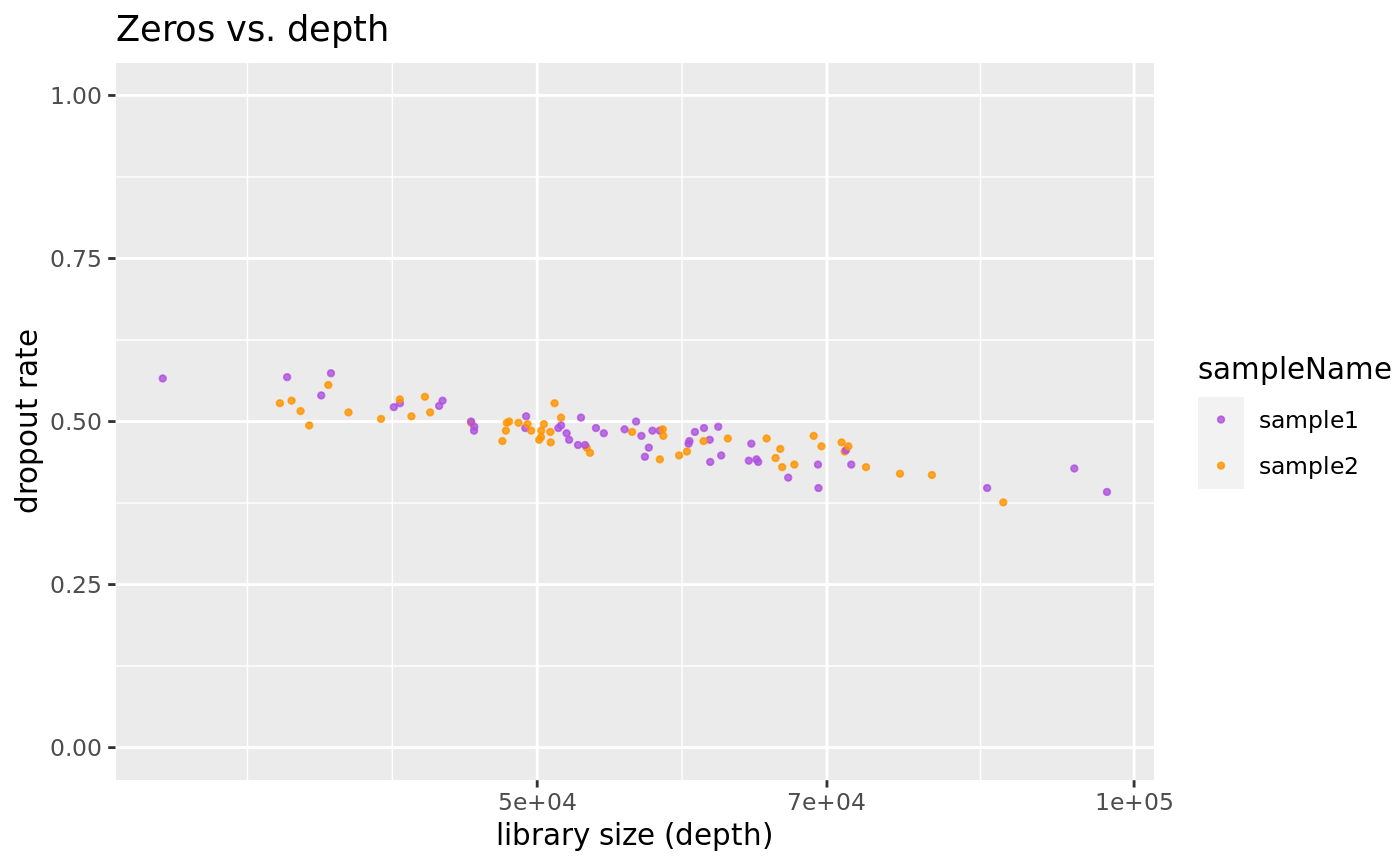 Zeros vs. depth
1.00
0.75
0.50
0.25
0.00
dropout rate
5e+04 7e+04 1e+05
library size (depth)
sampleName
sample1
sample2